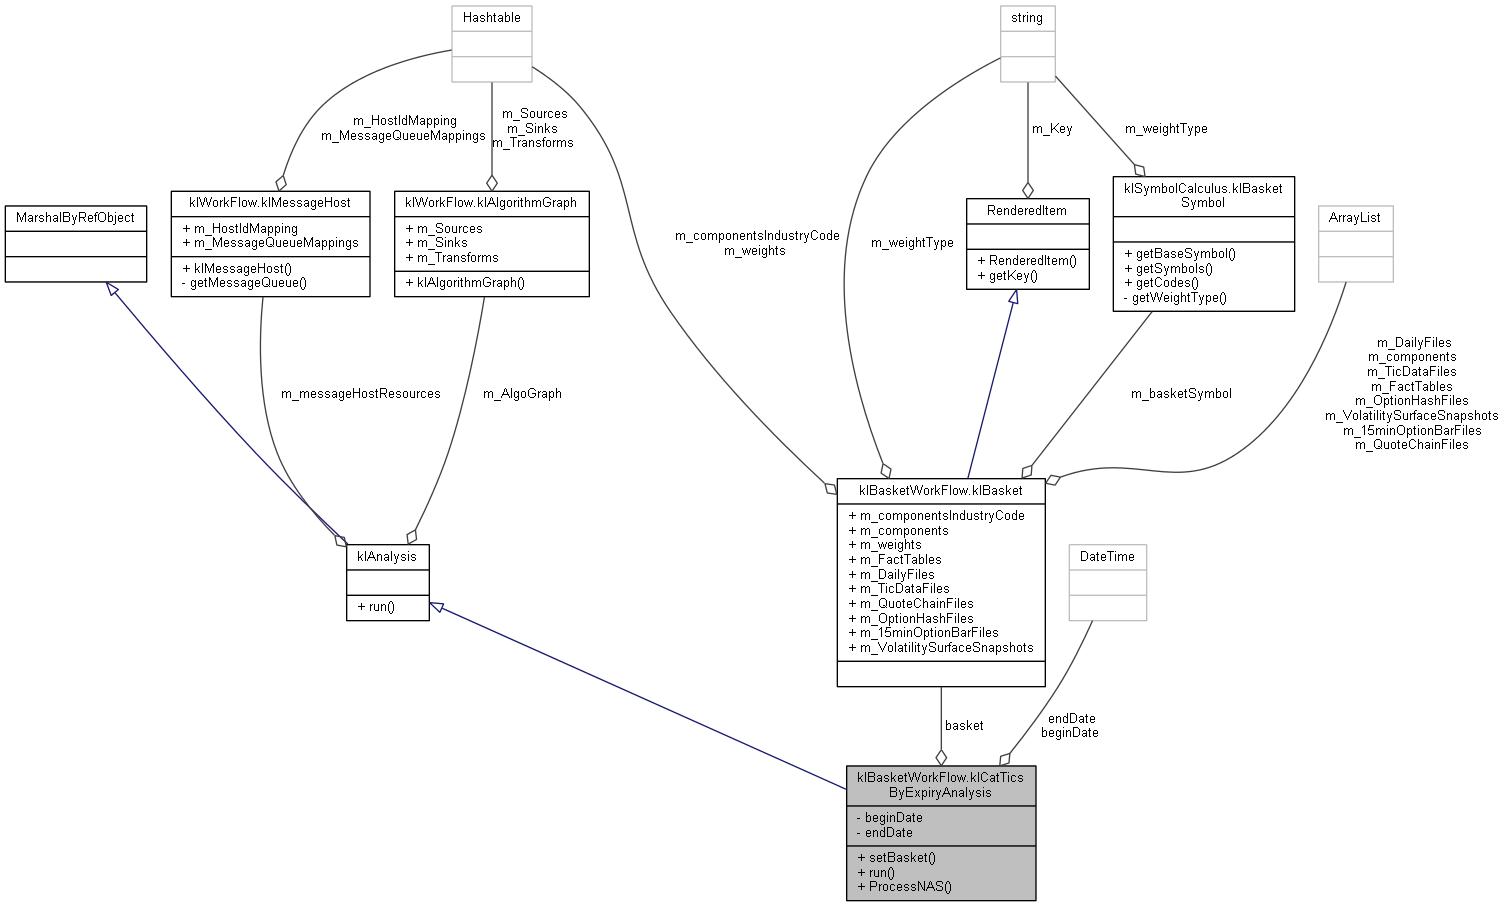 Hashtable
string
m_HostIdMapping
m_MessageQueueMappings
m_Sources
m_Sinks
m_Transforms
m_Key
m_weightType
MarshalByRefObject
klWorkFlow.klMessageHost
+ m_HostIdMapping
+ m_MessageQueueMappings
+ klMessageHost()
- getMessageQueue()
klWorkFlow.klAlgorithmGraph
+ m_Sources
+ m_Sinks
+ m_Transforms
+ klAlgorithmGraph()
m_componentsIndustryCode
m_weights
m_weightType
RenderedItem
+ RenderedItem()
+ getKey()
klSymbolCalculus.klBasket
Symbol
+ getBaseSymbol()
+ getSymbols()
+ getCodes()
- getWeightType()
ArrayList
m_messageHostResources
m_AlgoGraph
m_basketSymbol
m_DailyFiles
m_components
m_TicDataFiles
m_FactTables
m_OptionHashFiles
m_VolatilitySurfaceSnapshots
m_15minOptionBarFiles
m_QuoteChainFiles
klAnalysis
+ run()
klBasketWorkFlow.klBasket
+ m_componentsIndustryCode
+ m_components
+ m_weights
+ m_FactTables
+ m_DailyFiles
+ m_TicDataFiles
+ m_QuoteChainFiles
+ m_OptionHashFiles
+ m_15minOptionBarFiles
+ m_VolatilitySurfaceSnapshots
DateTime
basket
endDate
beginDate
klBasketWorkFlow.klCatTics
ByExpiryAnalysis
- beginDate
- endDate
+ setBasket()
+ run()
+ ProcessNAS()